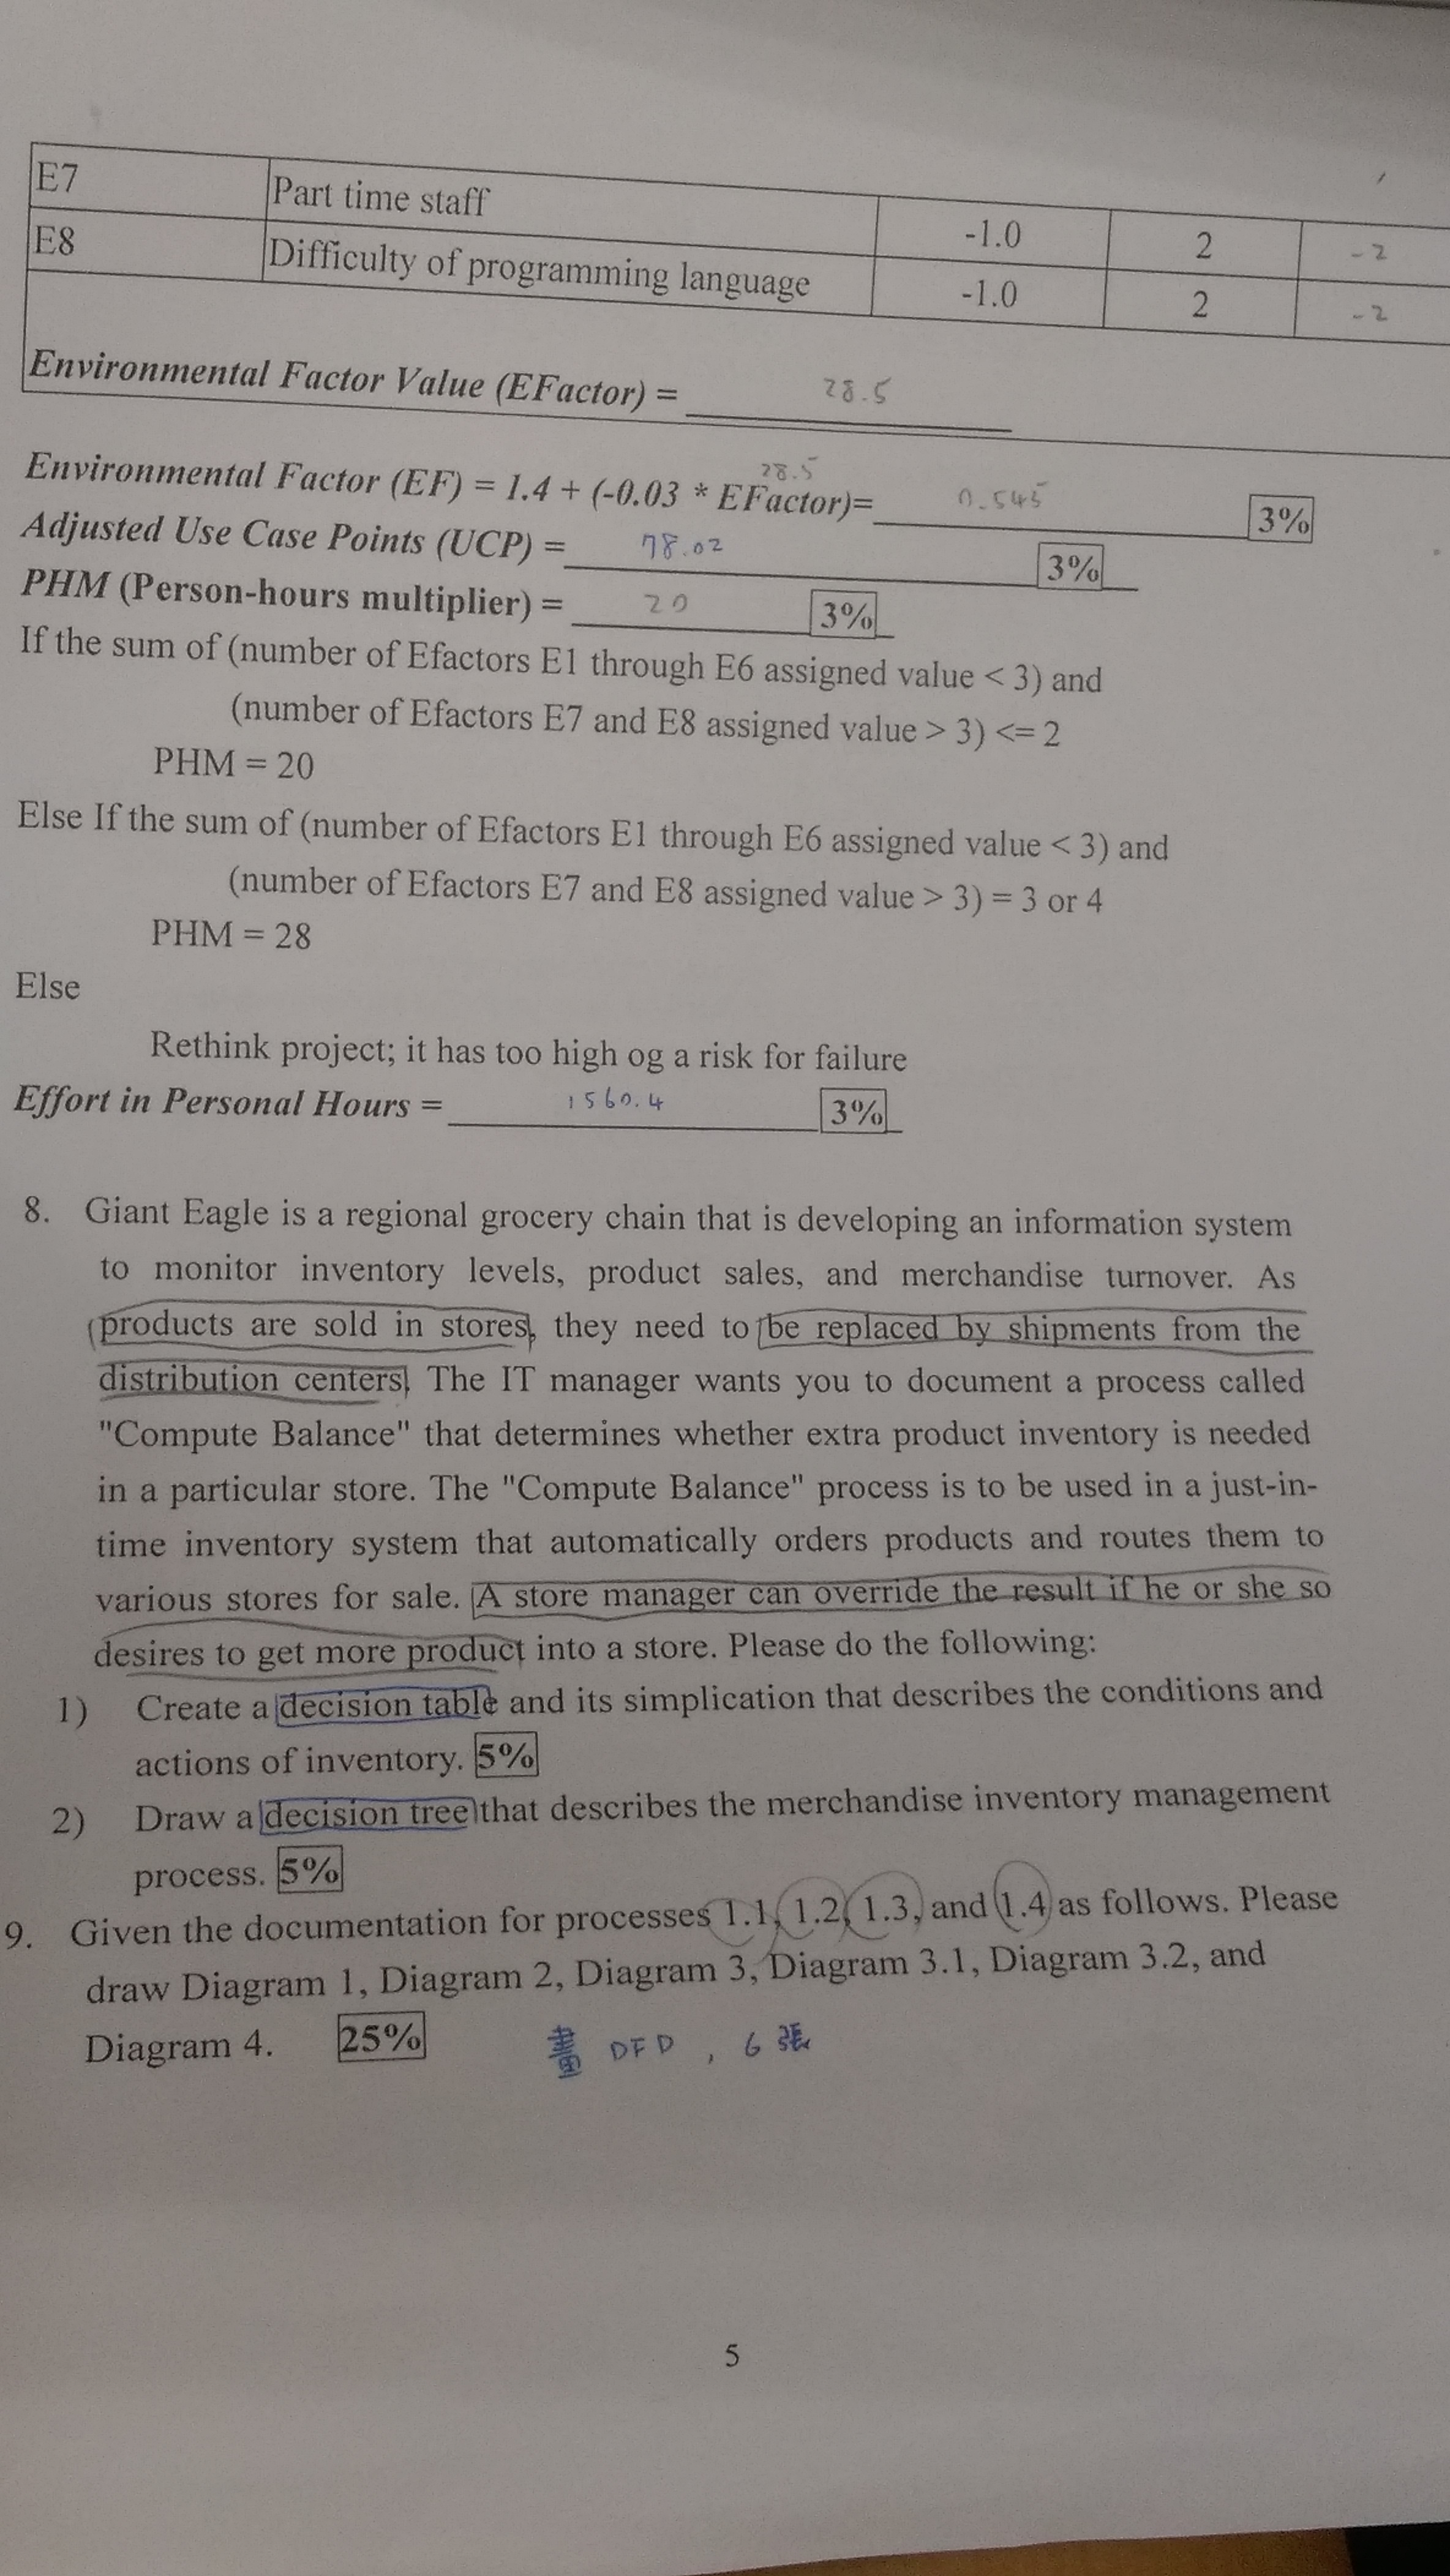 E7 Part time staff -1.0 2 -2
E8 Difficulty of programming language -1.0 2 -2
Environmental Factor Value (EFactor) = 28.5
28.5
Environmental Factor (EF) = 1.4 + (-0.03 * EFactor)= 0.545 3%
Adjusted Use Case Points (UCP) = 78.02 3%
PHM (Person-hours multiplier) = 20 3%
If the sum of (number of Efactors E1 through E6 assigned value < 3) and
(number of Efactors E7 and E8 assigned value > 3) <= 2
PHM = 20
Else If the sum of (number of Efactors E1 through E6 assigned value < 3) and
(number of Efactors E7 and E8 assigned value > 3) = 3 or 4
PHM = 28
Else
Rethink project; it has too high og a risk for failure
Effort in Personal Hours = 1560.4 3%
8. Giant Eagle is a regional grocery chain that is developing an information system
to monitor inventory levels, product sales, and merchandise turnover. As
products are sold in stores, they need to be replaced by shipments from the
distribution centers. The IT manager wants you to document a process called
"Compute Balance" that determines whether extra product inventory is needed
in a particular store. The "Compute Balance" process is to be used in a just-in-
time inventory system that automatically orders products and routes them to
various stores for sale. A store manager can override the result if he or she so
desires to get more product into a store. Please do the following:
1) Create a decision table and its simplication that describes the conditions and
actions of inventory. 5%
2) Draw a decision tree that describes the merchandise inventory management
process. 5%
9. Given the documentation for processes 1.1, 1.2, 1.3, and 1.4 as follows. Please
draw Diagram 1, Diagram 2, Diagram 3, Diagram 3.1, Diagram 3.2, and
Diagram 4. 25% 畫 DFD , 6 張
5